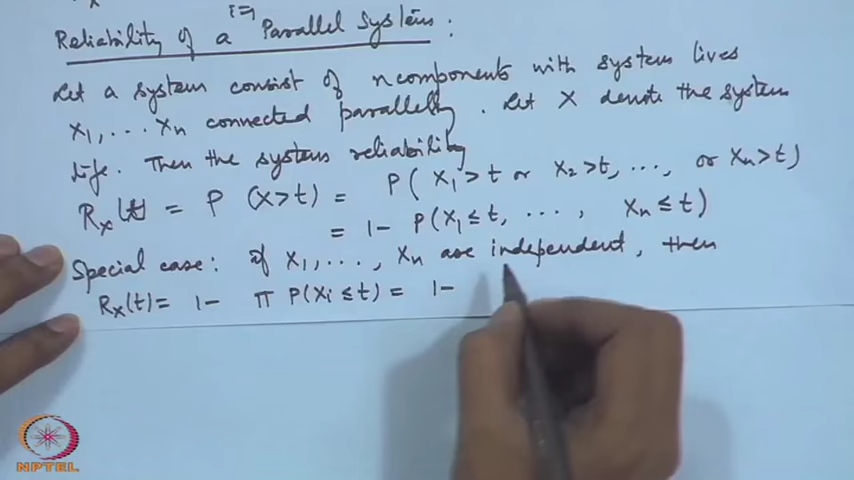 x i=1
Reliability of a Parallel System :
Let a system consist of n components with system lives
X1, ... Xn connected parallelly . Let X denote the system
life. Then the system reliability
RX(t) = P (X>t) = P( X1>t or X2>t, ..., or Xn>t)
= 1- P(X1≤t, ..., Xn≤t)
Special case: if X1, ..., Xn are independent, then
RX(t)= 1- π P(Xi≤t) = 1-
NPTEL